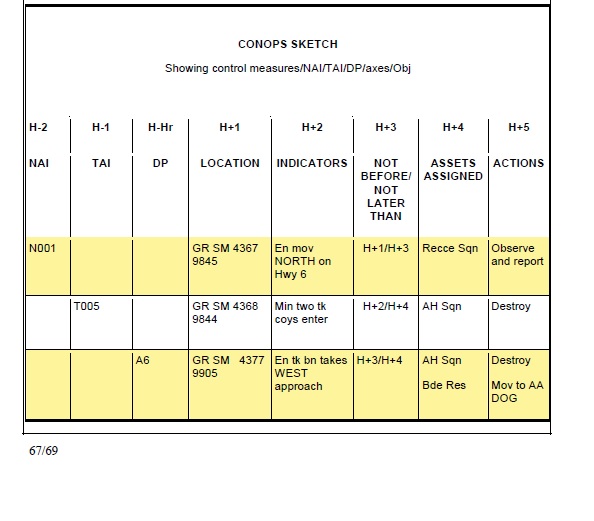 CONOPS SKETCH
Showing control measures/NAI/TAI/DP/axes/Obj
H-2 H-1 H-Hr H+1 H+2 H+3 H+4 H+5
NAI TAI DP LOCATION INDICATORS NOT ASSETS ACTIONS
BEFORE/ ASSIGNED
NOT
LATER
THAN
N001 GR SM 4367 En mov H+1/H+3 Recce Sqn Observe
9845 NORTH on and report
Hwy 6
T005 GR SM 4368 Min two tk H+2/H+4 AH Sqn Destroy
9844 coys enter
A6 GR SM 4377 En tk bn takes H+3/H+4 AH Sqn Destroy
9905 WEST
approach Bde Res Mov to AA
DOG
67/69